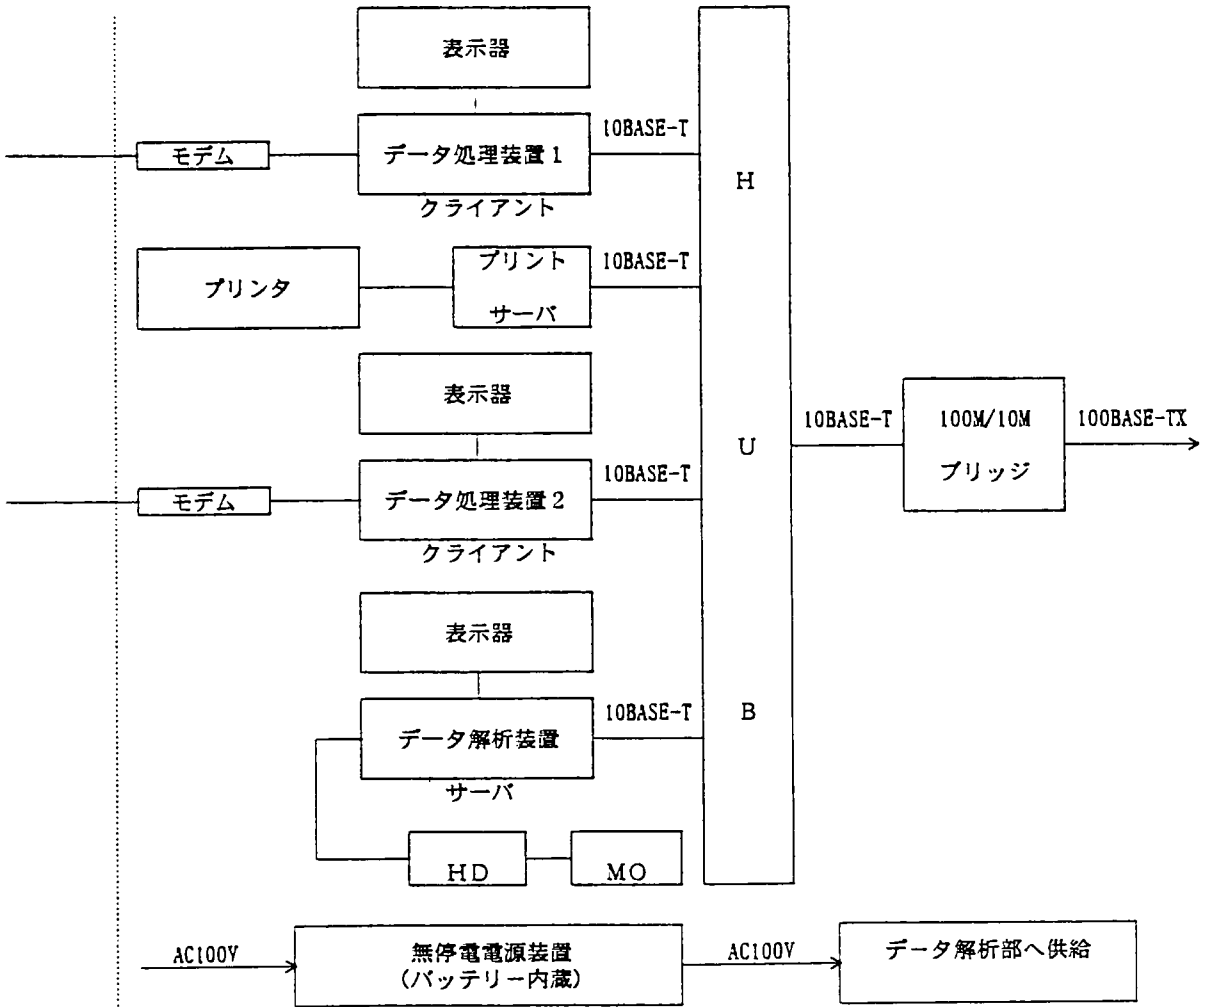 表示器
10BASE-T
モデム
データ処理装置1
H
クライアント
プリンタ
プリント
サーバ
10BASE-T
表示器
10BASE-T
100M/10M
ブリッジ
100BASE-TX
U
モデム
データ処理装置2
10BASE-T
クライアント
表示器
データ解析装置
10BASE-T
B
サーバ
HD
MO
AC100V
無停電電源装置
(バッテリー内蔵)
AC100V
データ解析部へ供給